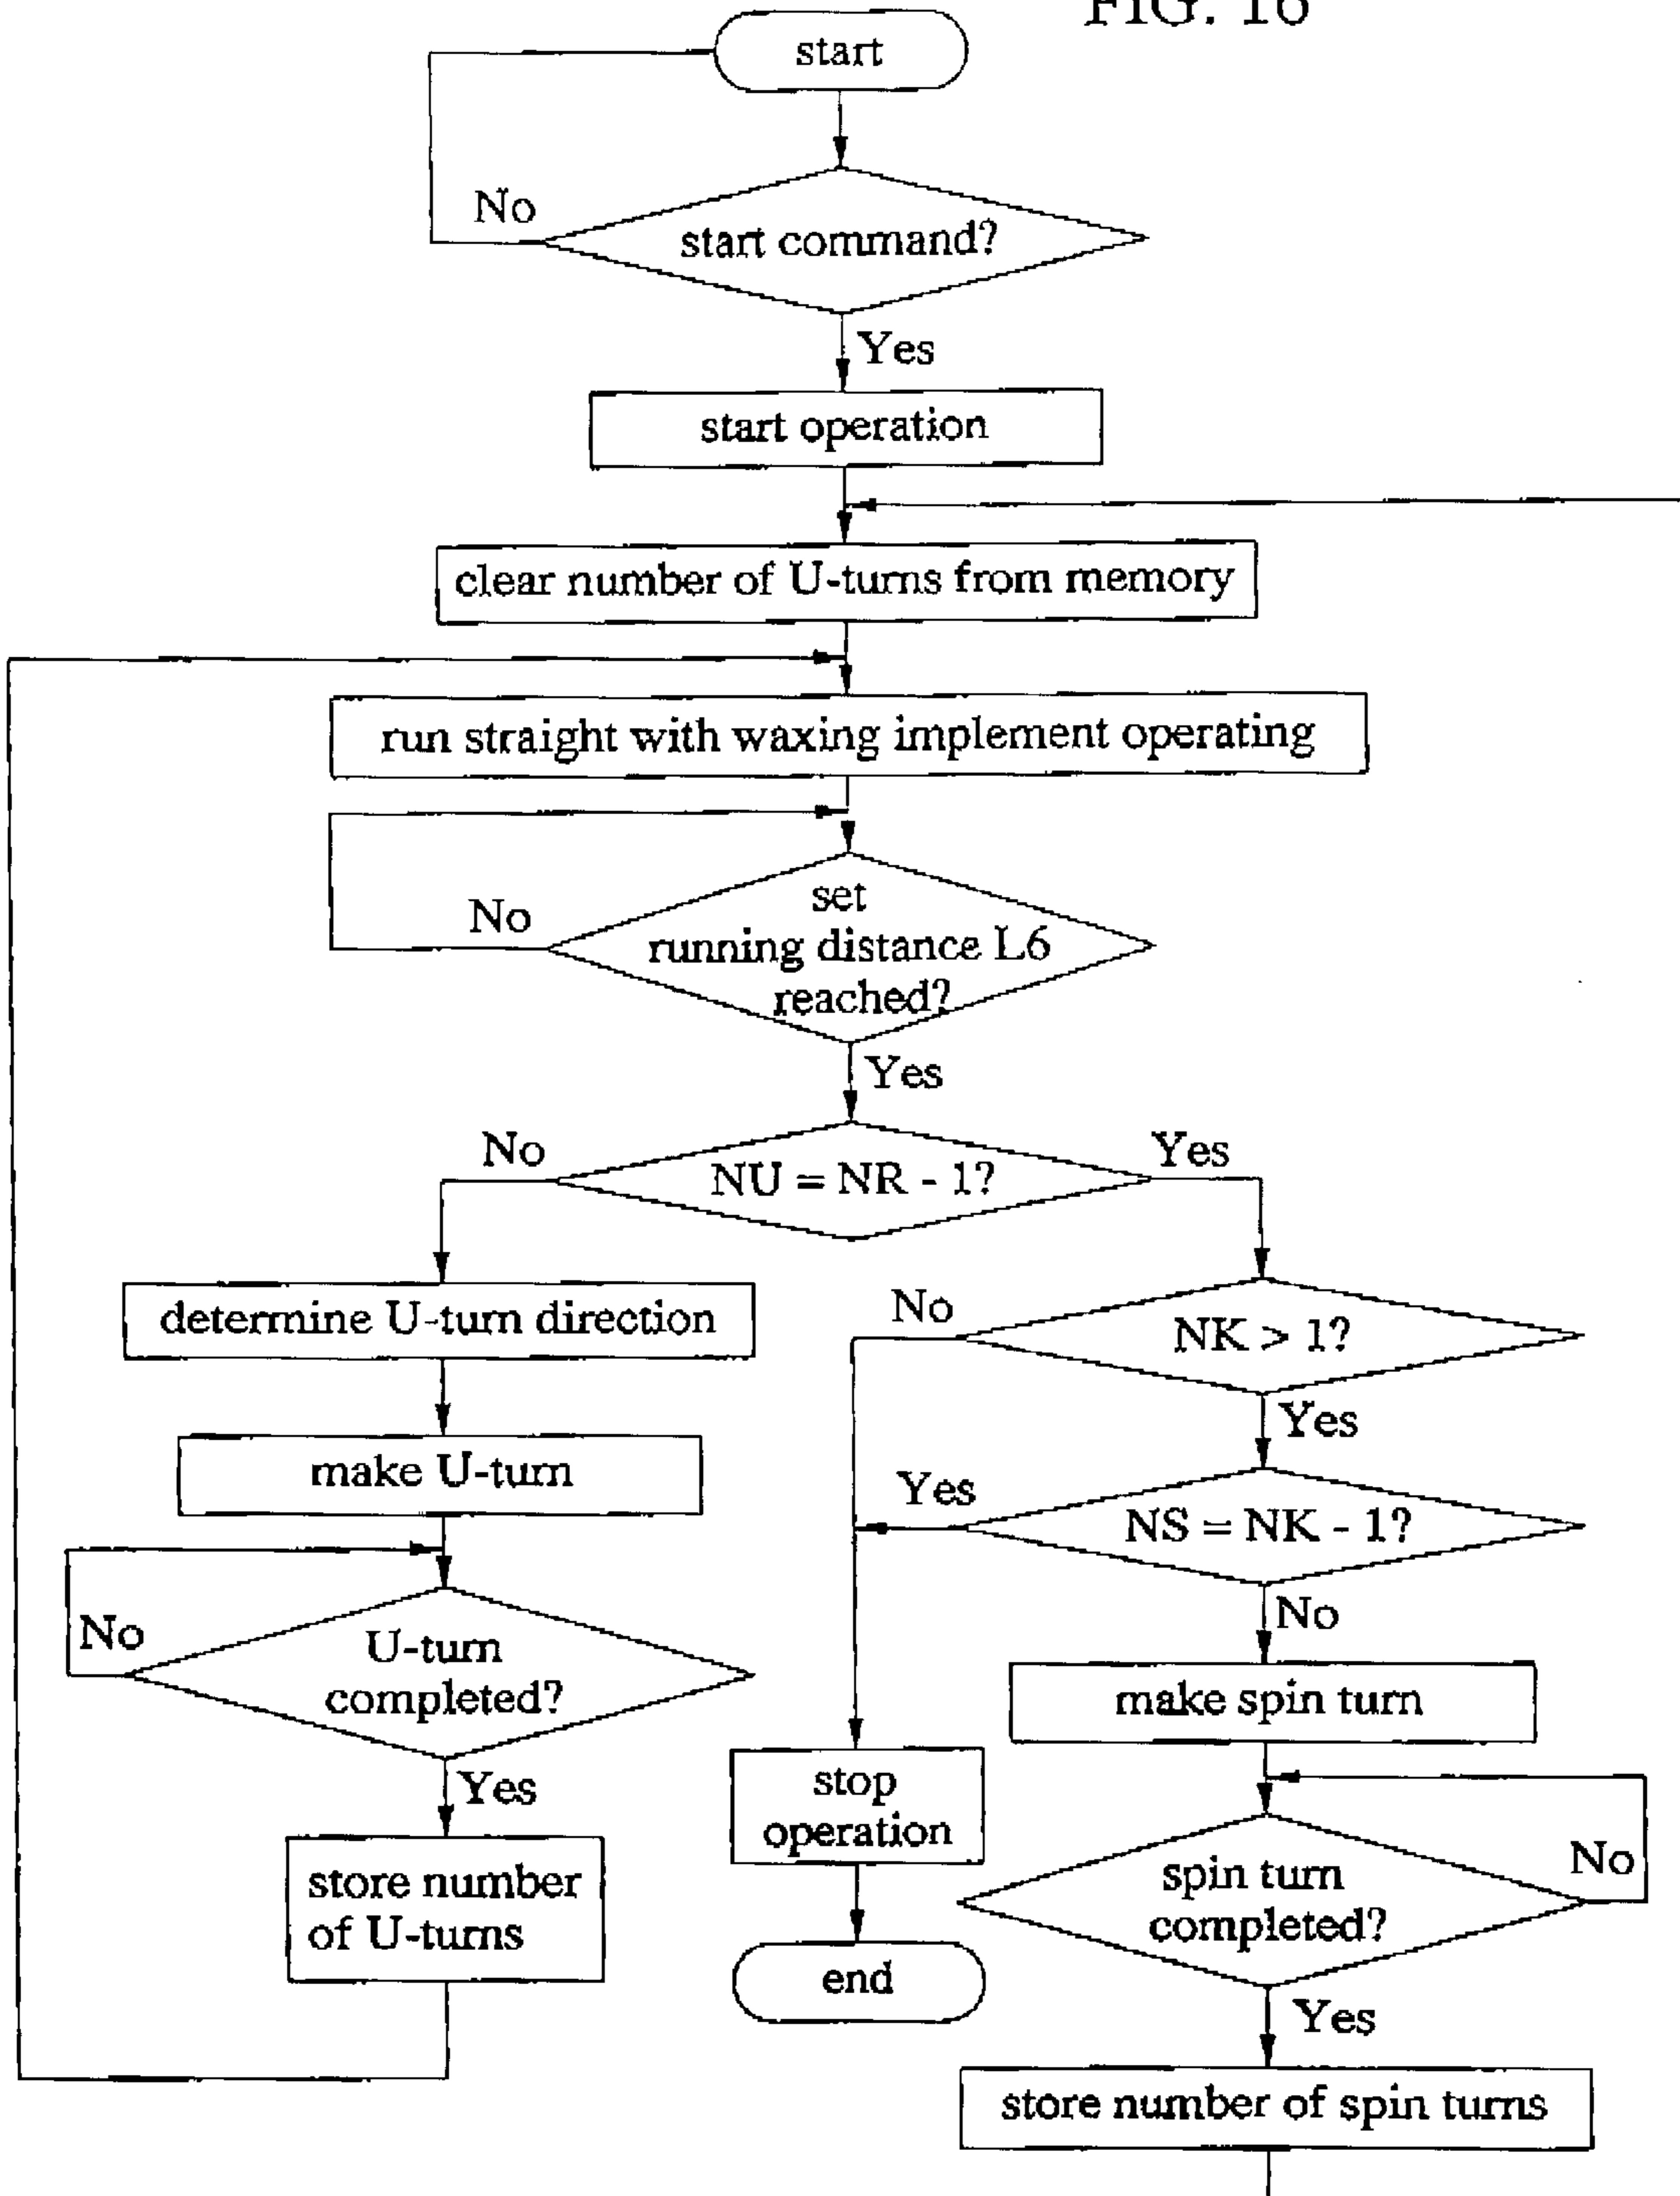 FIG. 16
start
No
start command?
Yes
start operation
clear number of U-turns from memory
run straight with waxing implement operating
No
set
running distance L6
reached?
Yes
No
NU = NR - 1?
Yes
determine U-turn direction
No
NK > 1?
Yes
make U-turn
Yes
NS = NK - 1?
No
No
U-turn
completed?
Yes
make spin turn
stop
operation
No
spin turn
completed?
store number
of U-turns
end
Yes
store number of spin turns